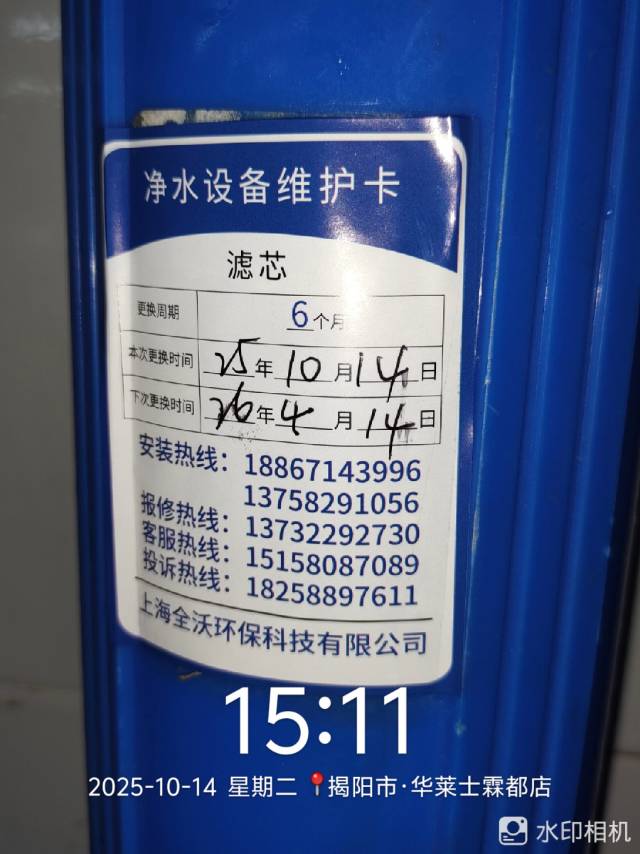 净水设备维护卡
滤芯
更换周期 6个月
本次更换时间 25年10月14日
下次更换时间 26年4月14日
安装热线：18867143996
13758291056
报修热线：13732292730
客服热线：15158087089
投诉热线：18258897611
上海全沃环保科技有限公司
15:11
2025-10-14 星期二 揭阳市·华莱士霖都店
水印相机